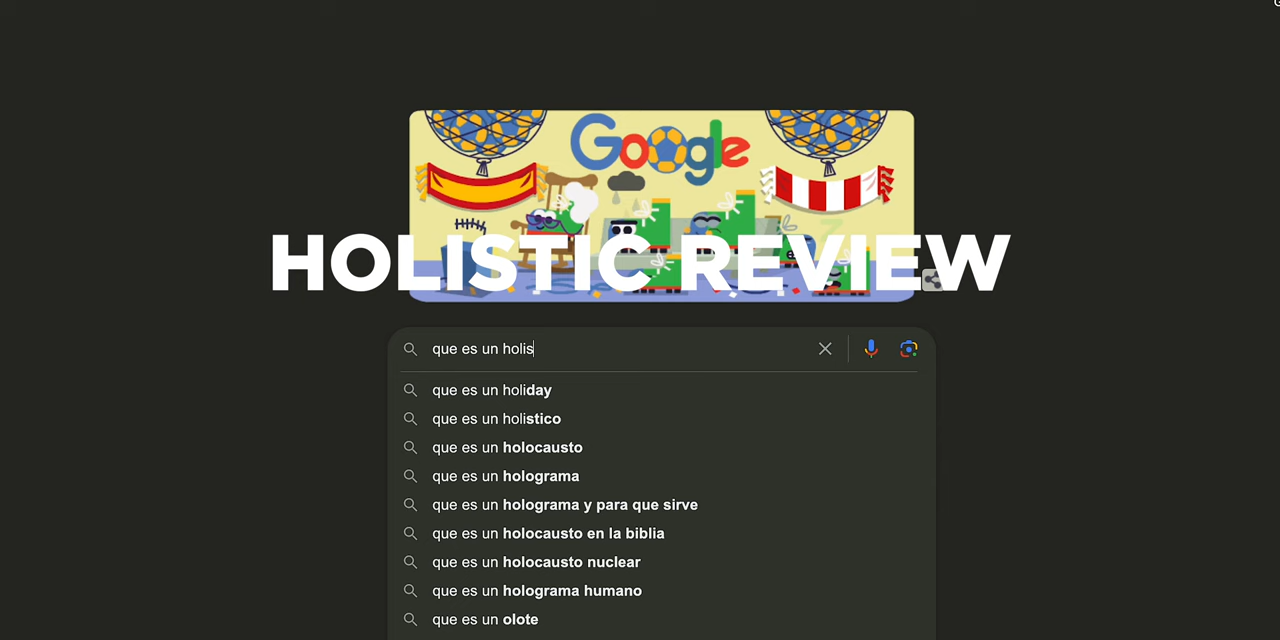 Google
HOLISTIC REVIEW
que es un holis
que es un holiday
que es un holistico
que es un holocausto
que es un holograma
que es un holograma y para que sirve
que es un holocausto en la biblia
que es un holocausto nuclear
que es un holograma humano
que es un olote